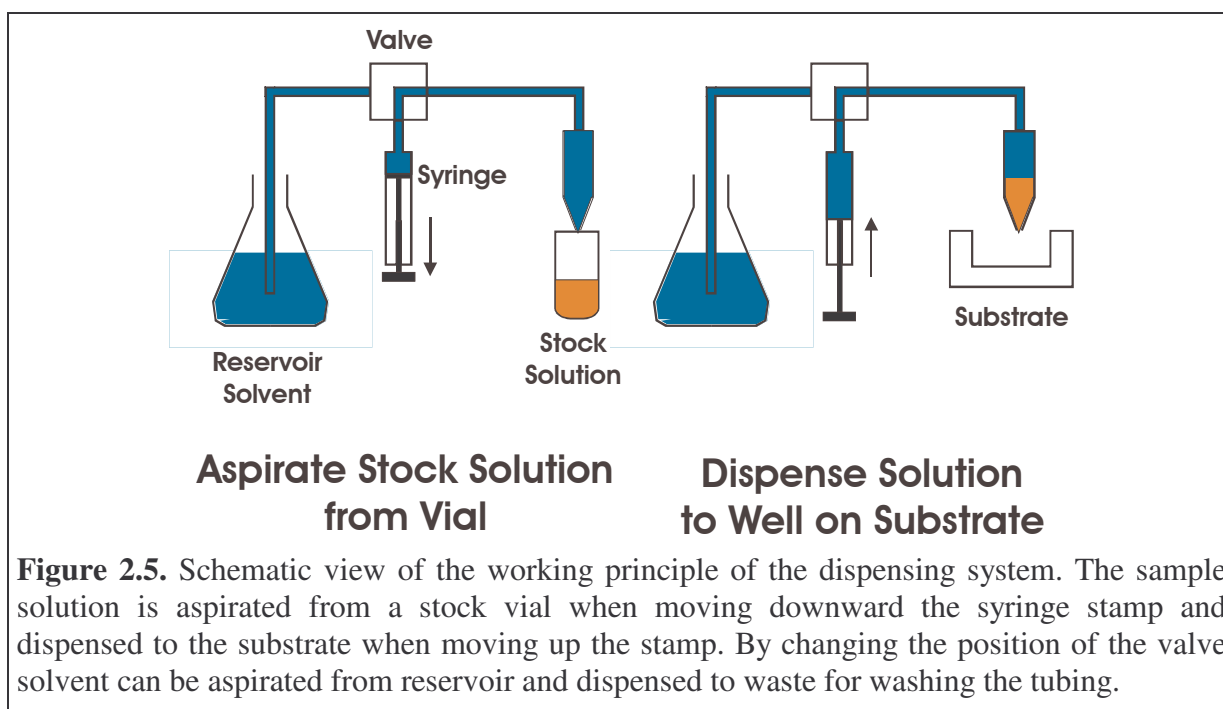 Valve
Syringe
Reservoir
Solvent
Stock
Solution
Substrate
Aspirate Stock Solution
from Vial
Dispense Solution
to Well on Substrate
Figure 2.5. Schematic view of the working principle of the dispensing system. The sample
solution is aspirated from a stock vial when moving downward the syringe stamp and
dispensed to the substrate when moving up the stamp. By changing the position of the valve
solvent can be aspirated from reservoir and dispensed to waste for washing the tubing.